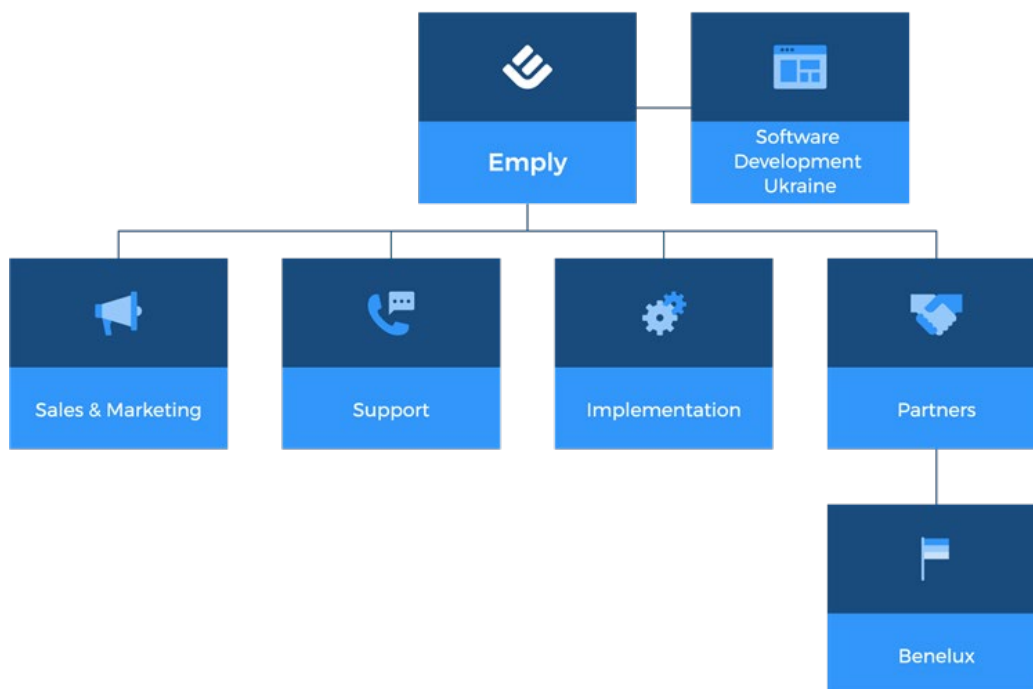 Emply
Software
Development
Ukraine
Sales & Marketing
Support
Implementation
Partners
Benelux